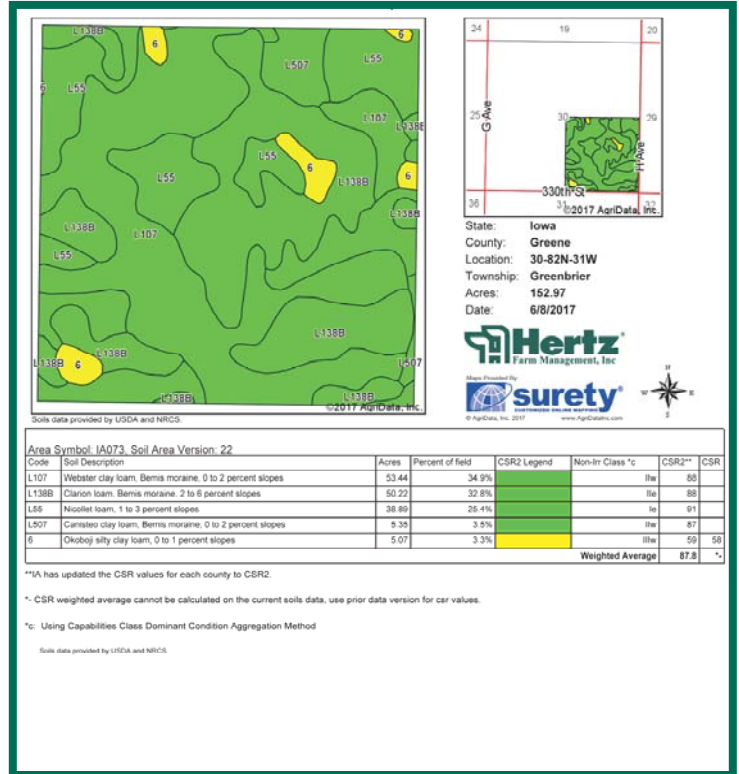 L138B
6
6
L507
L55
L55
6
L107
L138B
L55
6
L55
L138B
6
L138B
L138B
L107
L55
L138B
L138B
L138B
6
L507
L138B
L138B
©2017 AgriData, Inc.
Soils data provided by USDA and NRCS.
24
19
20
25
G Ave
30
29
H Ave
330th St
36
31
32
©2017 AgriData, Inc.
State: Iowa
County: Greene
Location: 30-82N-31W
Township: Greenbrier
Acres: 152.97
Date: 6/8/2017
Hertz
Farm Management, Inc
Maps Provided By
surety®
CUSTOMIZED ONLINE MAPPING
© AgriData, Inc. 2017 www.AgriDataInc.com
W E
S
Area Symbol: IA073, Soil Area Version: 22
Code Soil Description Acres Percent of field CSR2 Legend Non-Irr Class *c CSR2** CSR
L107 Webster clay loam, Bemis moraine, 0 to 2 percent slopes 53.44 34.9% IIw 88
L138B Clarion loam, Bemis moraine, 2 to 6 percent slopes 50.22 32.8% IIe 88
L55 Nicollet loam, 1 to 3 percent slopes 38.89 25.4% Ie 91
L507 Canisteo clay loam, Bemis moraine, 0 to 2 percent slopes 5.35 3.5% IIw 87
6 Okoboji silty clay loam, 0 to 1 percent slopes 5.07 3.3% IIIw 59 58
Weighted Average 87.8 *-
**IA has updated the CSR values for each county to CSR2.
*- CSR weighted average cannot be calculated on the current soils data, use prior data version for csr values.
*c: Using Capabilities Class Dominant Condition Aggregation Method
Soils data provided by USDA and NRCS.